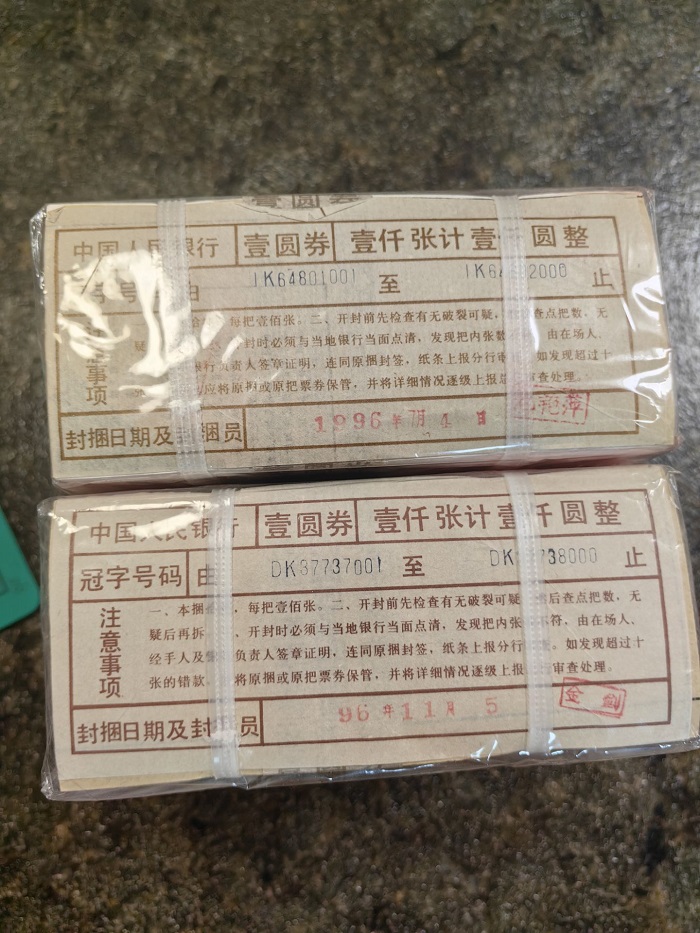 壹圆券
中国人民银行 壹圆券 壹仟张计壹仟圆整
号 由 IK64801001 至 IK64 2000 止
每把壹佰张。二、开封前先检查有无破裂可疑, 查点把数,无
疑 封时必须与当地银行当面点清,发现把内张数 由在场人、
银行负责人签章证明,连同原捆封签,纸条上报分行审 如发现超过十
应将原捆或原把票券保管,并将详细情况逐级上报 审查处理。
意事项
封捆日期及封捆员 1996年7月4日 艳萍
中国人民银行 壹圆券 壹仟张计壹仟圆整
冠字号码 由 DK37737001 至 DK 738000 止
注意事项
一、本捆 每把壹佰张。二、开封前先检查有无破裂可疑 后查点把数,无
疑后再拆 、开封时必须与当地银行当面点清,发现把内张 不符,由在场人、
经手人及 负责人签章证明,连同原捆封签,纸条上报分行 查。如发现超过十
张的错款 将原捆或原把票券保管,并将详细情况逐级上报 审查处理。
封捆日期及封 员 96年11月5 金剑